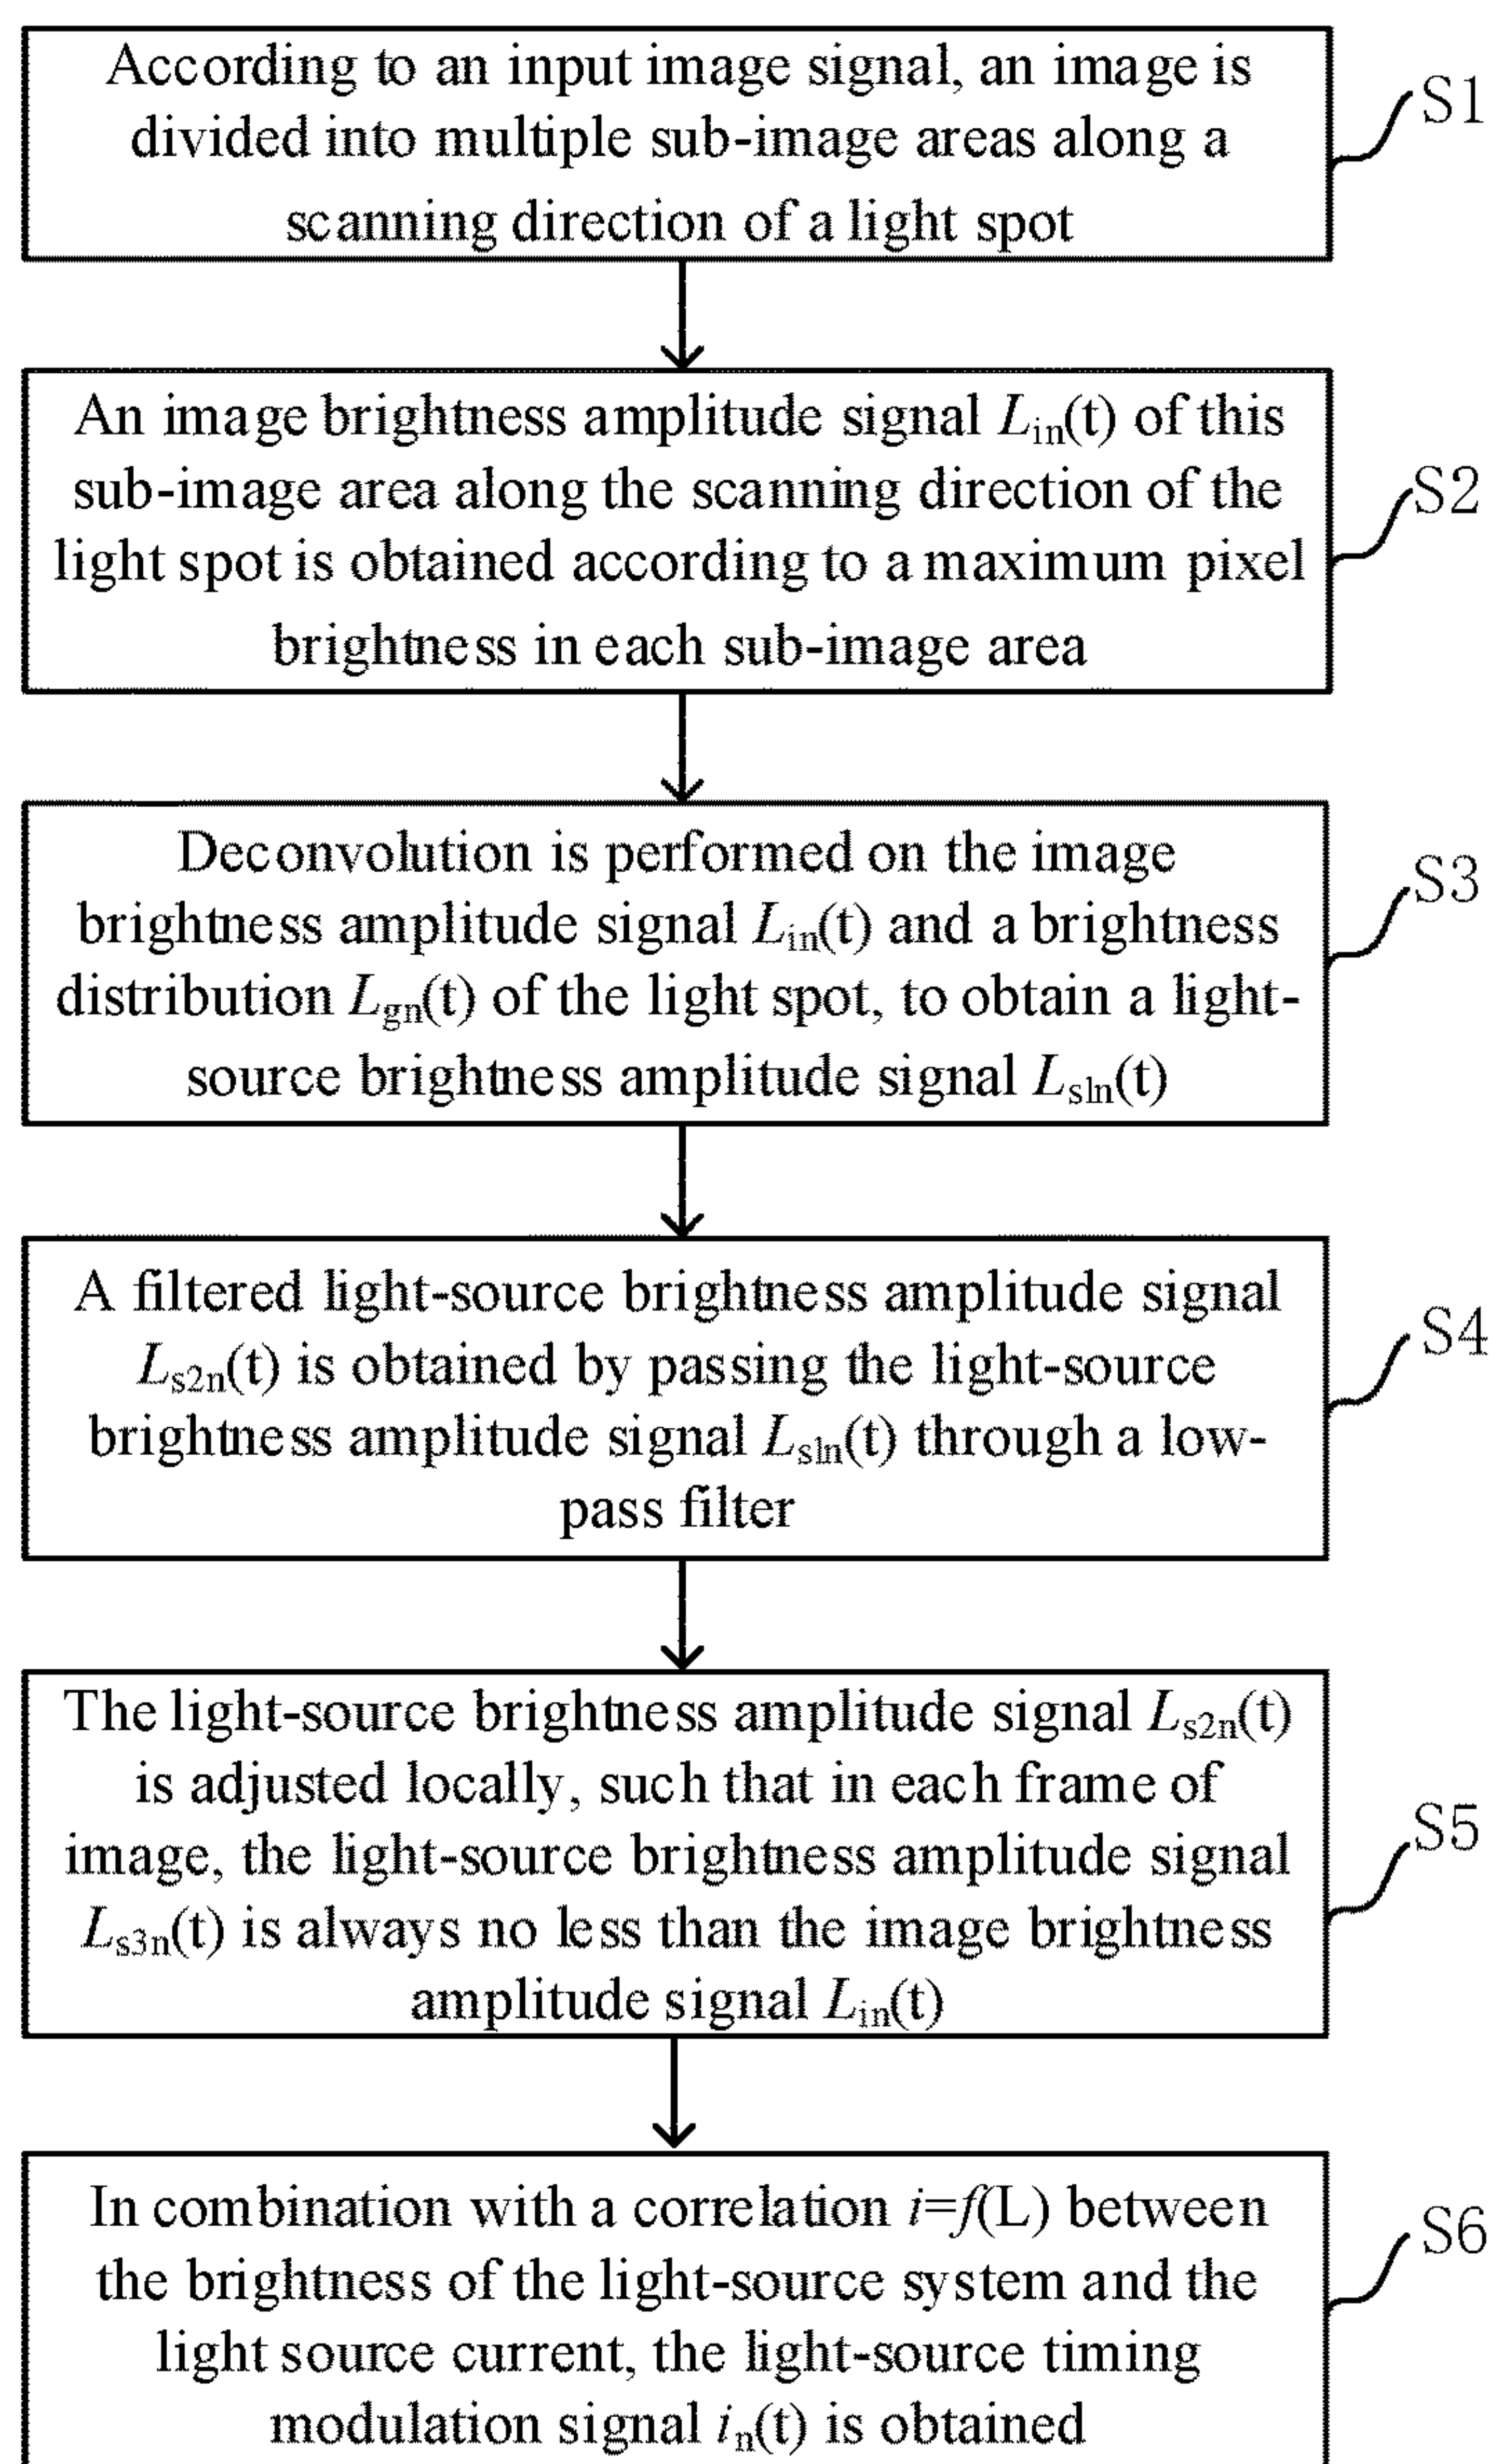 According to an input image signal, an image is
divided into multiple sub-image areas along a
scanning direction of a light spot
S1
An image brightness amplitude signal Lin(t) of this
sub-image area along the scanning direction of the
light spot is obtained according to a maximum pixel
brightness in each sub-image area
S2
Deconvolution is performed on the image
brightness amplitude signal Lin(t) and a brightness
distribution Lgn(t) of the light spot, to obtain a light-
source brightness amplitude signal Lsln(t)
S3
A filtered light-source brightness amplitude signal
Ls2n(t) is obtained by passing the light-source
brightness amplitude signal Lsln(t) through a low-
pass filter
S4
The light-source brightness amplitude signal Ls2n(t)
is adjusted locally, such that in each frame of
image, the light-source brightness amplitude signal
Ls3n(t) is always no less than the image brightness
amplitude signal Lin(t)
S5
In combination with a correlation i=f(L) between
the brightness of the light-source system and the
light source current, the light-source timing
modulation signal in(t) is obtained
S6